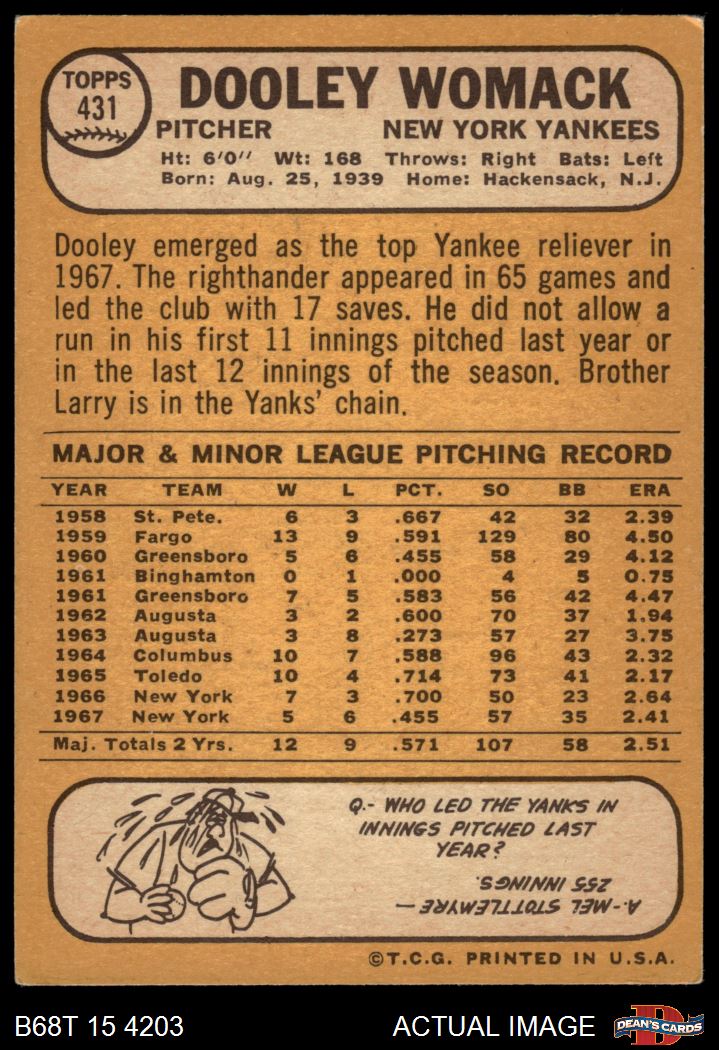 TOPPS
431
DOOLEY WOMACK
PITCHER NEW YORK YANKEES
Ht: 6'0" Wt: 168 Throws: Right Bats: Left
Born: Aug. 25, 1939 Home: Hackensack, N.J.
Dooley emerged as the top Yankee reliever in
1967. The righthander appeared in 65 games and
led the club with 17 saves. He did not allow a
run in his first 11 innings pitched last year or
in the last 12 innings of the season. Brother
Larry is in the Yanks' chain.
MAJOR & MINOR LEAGUE PITCHING RECORD
YEAR TEAM W L PCT. SO BB ERA
1958 St. Pete. 6 3 .667 42 32 2.39
1959 Fargo 13 9 .591 129 80 4.50
1960 Greensboro 5 6 .455 58 29 4.12
1961 Binghamton 0 1 .000 4 5 0.75
1961 Greensboro 7 5 .583 56 42 4.47
1962 Augusta 3 2 .600 70 37 1.94
1963 Augusta 3 8 .273 57 27 3.75
1964 Columbus 10 7 .588 96 43 2.32
1965 Toledo 10 4 .714 73 41 2.17
1966 New York 7 3 .700 50 23 2.64
1967 New York 5 6 .455 57 35 2.41
Maj. Totals 2 Yrs. 12 9 .571 107 58 2.51
Q.- WHO LED THE YANKS IN
INNINGS PITCHED LAST
YEAR?
A.- MEL STOTTLEMYRE —
255 INNINGS.
©T.C.G. PRINTED IN U.S.A.
B68T 15 4203 ACTUAL IMAGE
D
DEAN'S CARDS